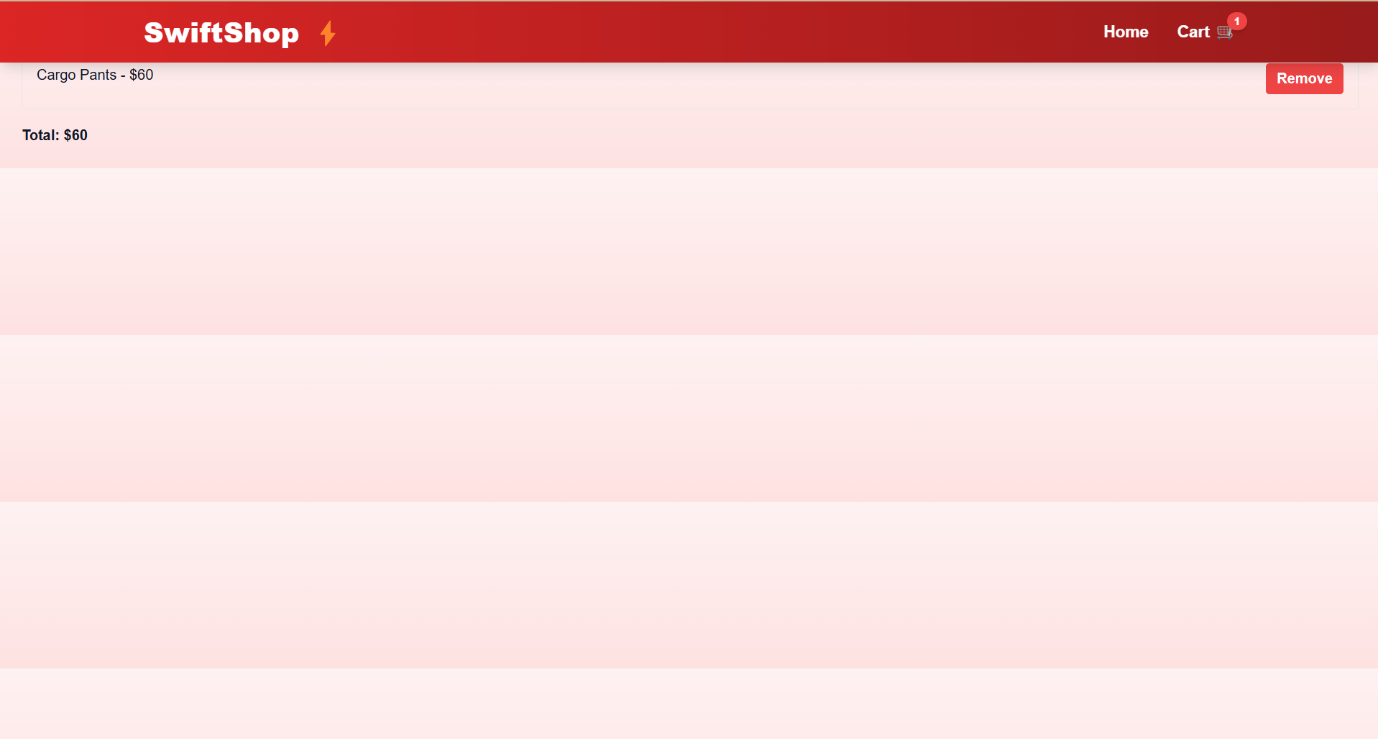 SwiftShop
Home
Cart
1
Cargo Pants - $60
Remove
Total: $60